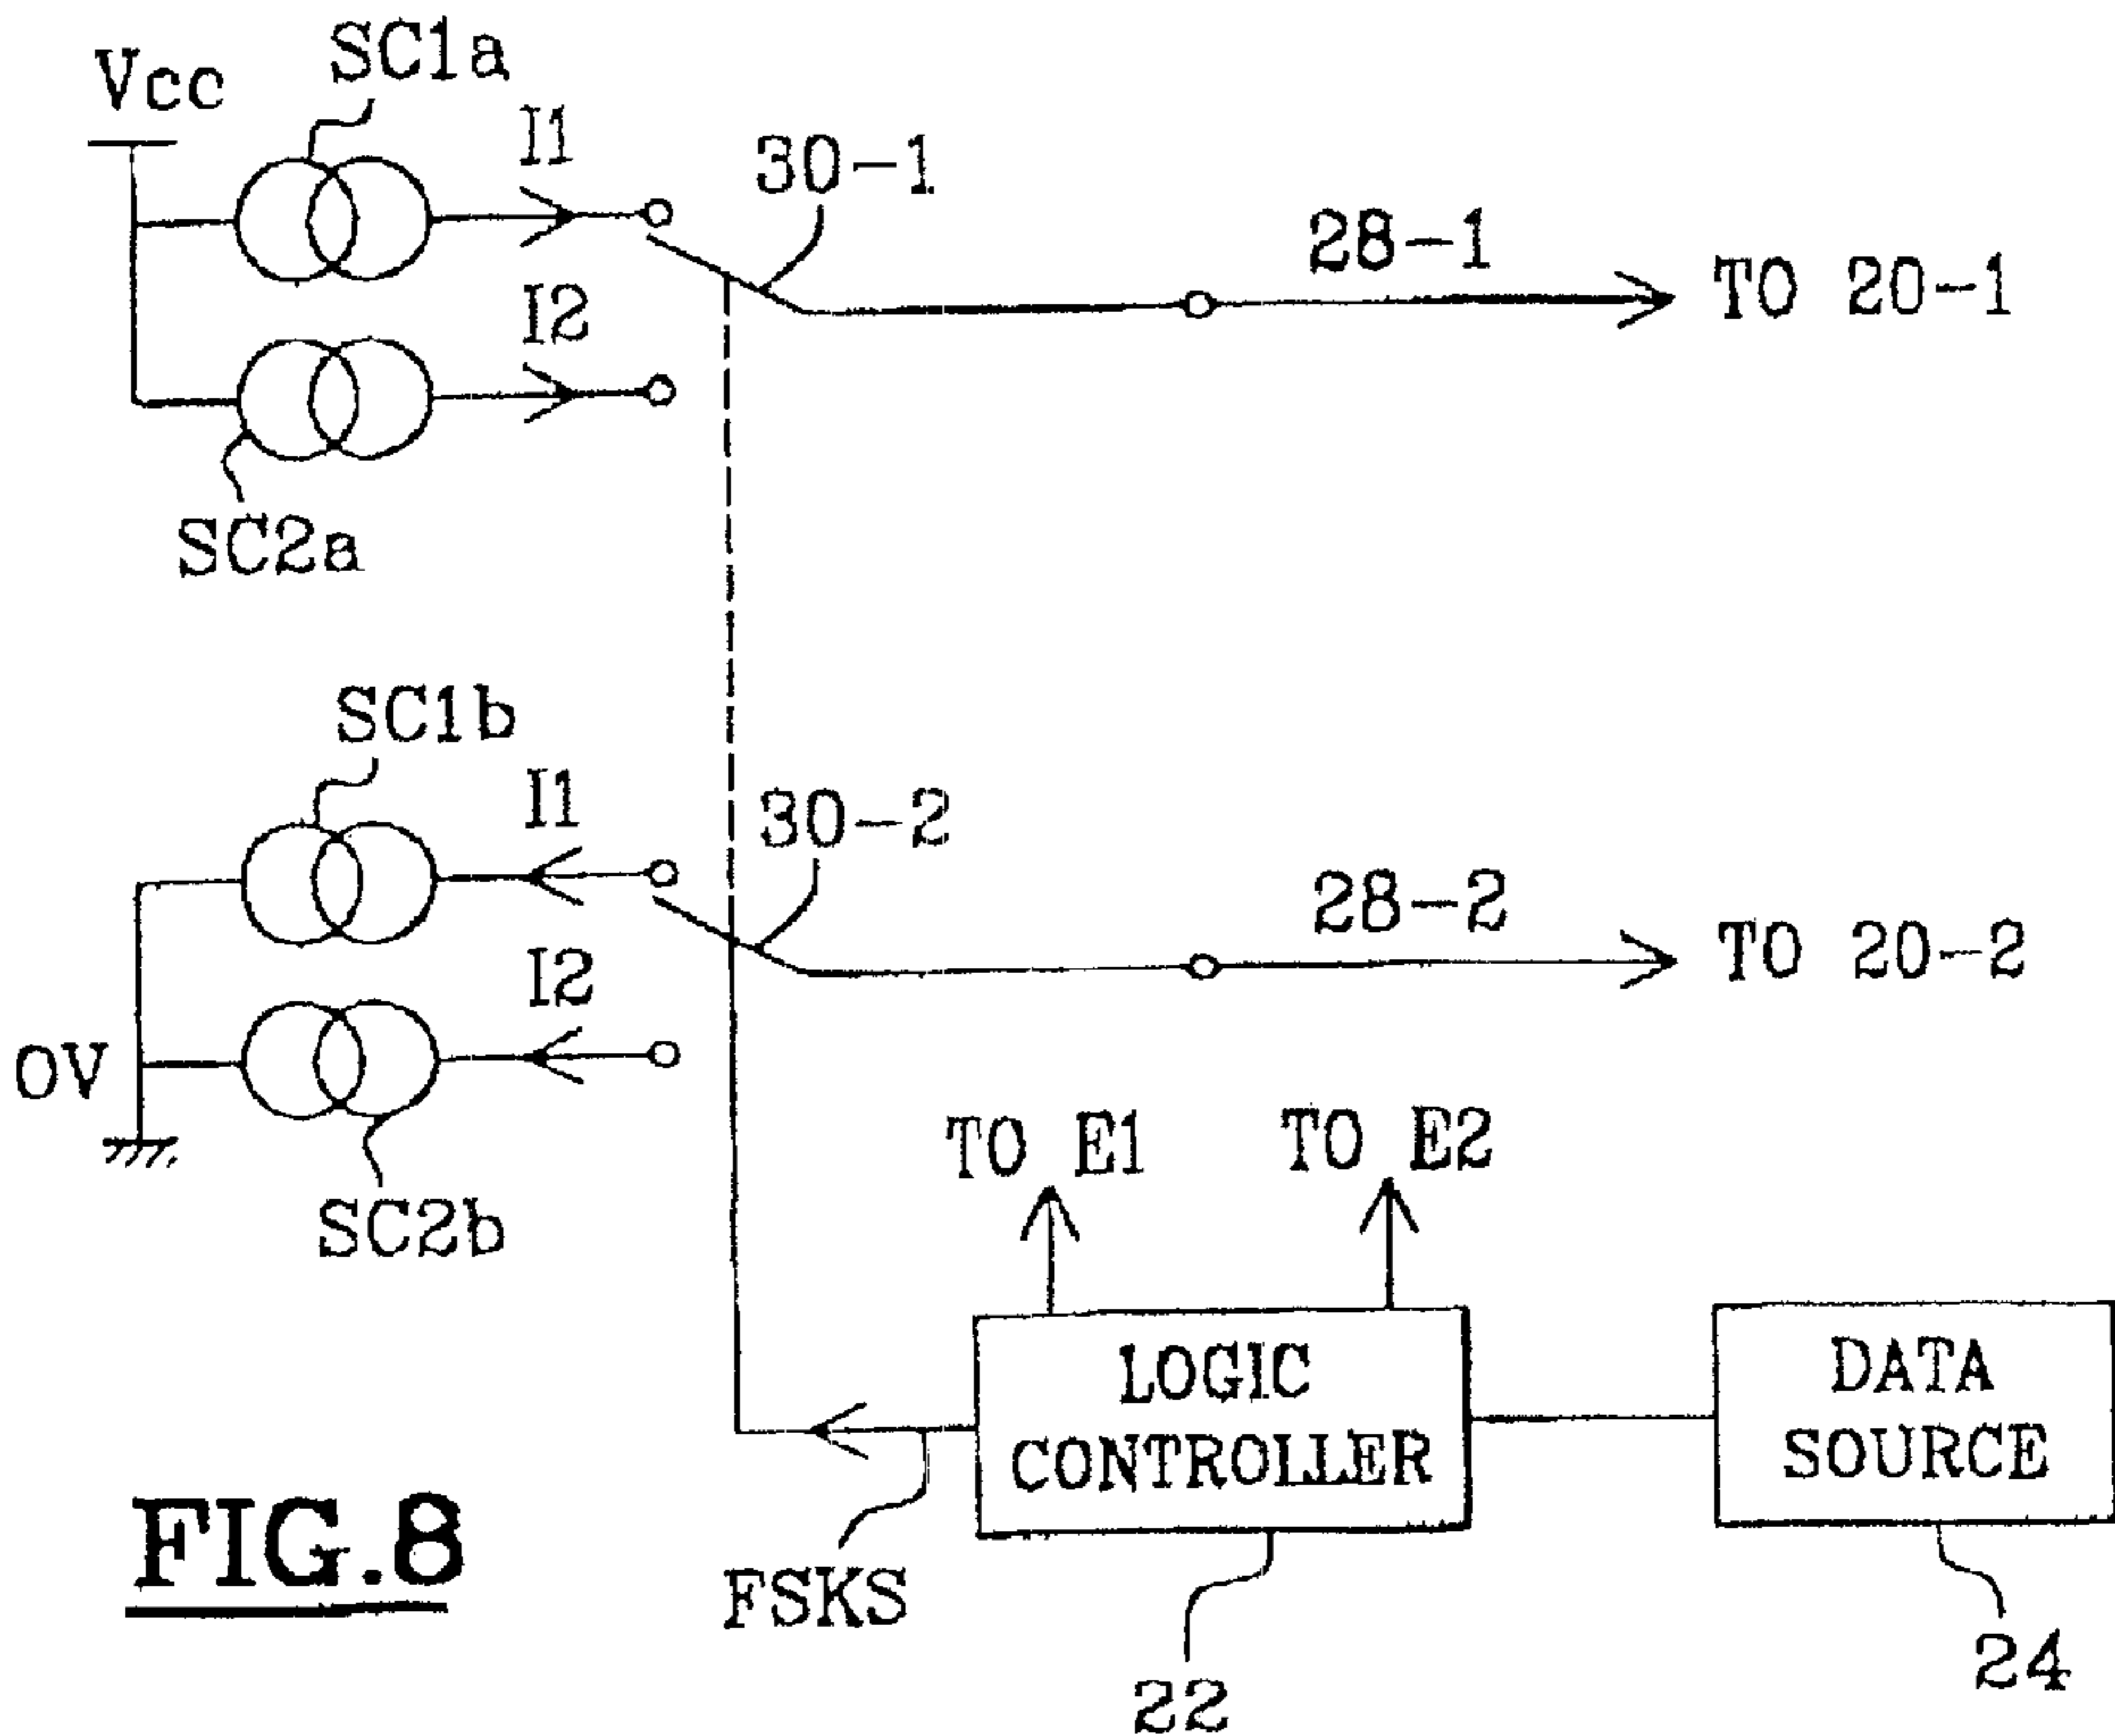 SC1a
Vcc
I1
30-1
28-1
TO 20-1
I2
SC2a
SC1b
I1
30-2
28-2
TO 20-2
I2
0V
SC2b
TO E1
TO E2
LOGIC
CONTROLLER
DATA
SOURCE
FSKS
22
24
FIG.8